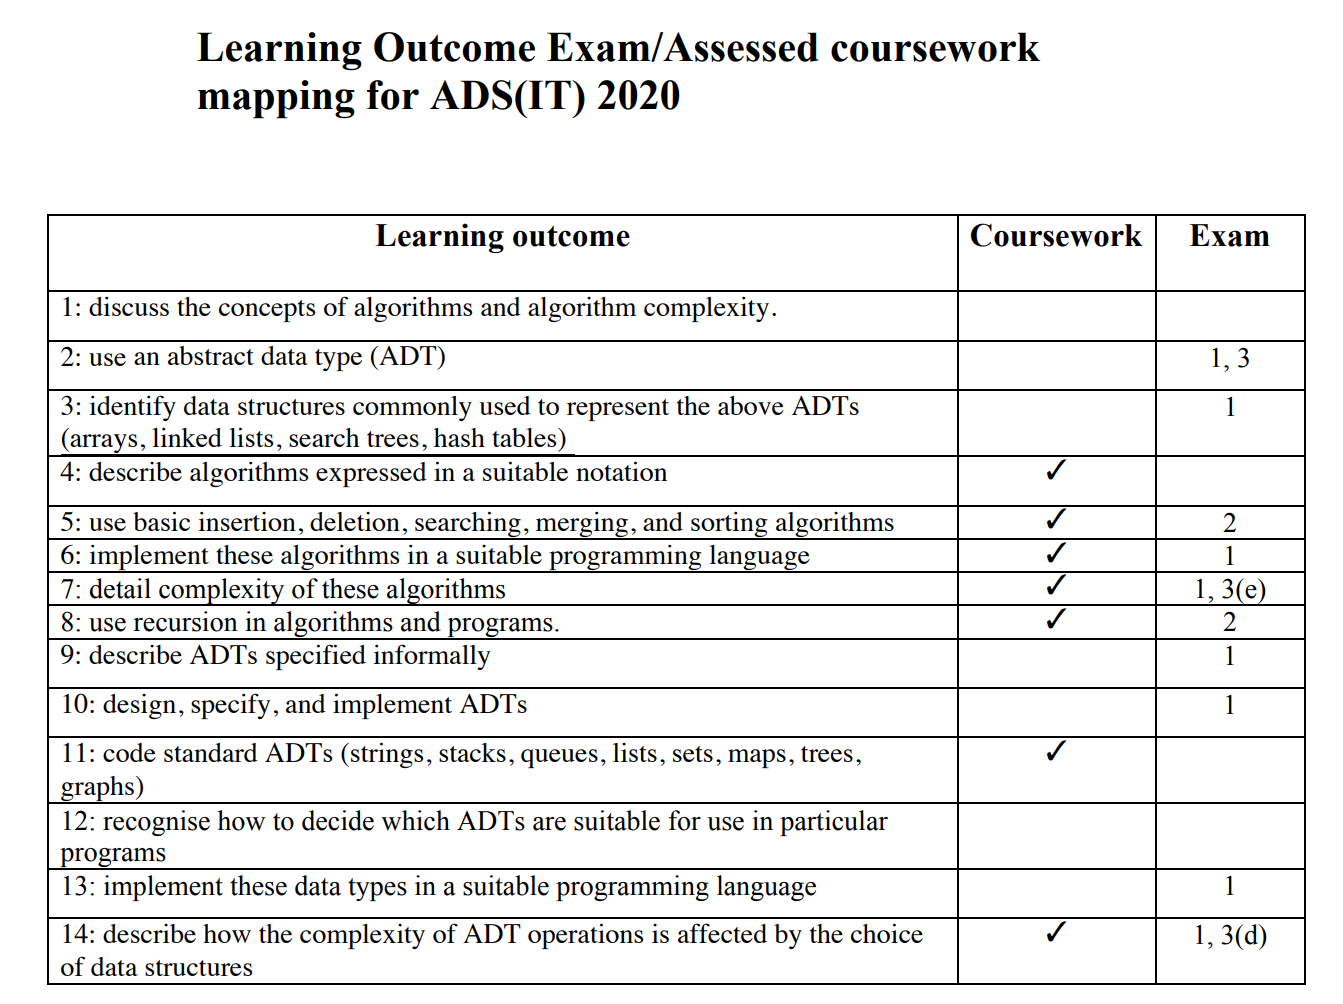 Learning Outcome Exam/Assessed coursework
mapping for ADS(IT) 2020
Learning outcome Coursework Exam
1: discuss the concepts of algorithms and algorithm complexity.
2: use an abstract data type (ADT) 1, 3
3: identify data structures commonly used to represent the above ADTs 1
(arrays, linked lists, search trees, hash tables)
4: describe algorithms expressed in a suitable notation ✓
5: use basic insertion, deletion, searching, merging, and sorting algorithms ✓ 2
6: implement these algorithms in a suitable programming language ✓ 1
7: detail complexity of these algorithms ✓ 1, 3(e)
8: use recursion in algorithms and programs. ✓ 2
9: describe ADTs specified informally 1
10: design, specify, and implement ADTs 1
11: code standard ADTs (strings, stacks, queues, lists, sets, maps, trees, ✓
graphs)
12: recognise how to decide which ADTs are suitable for use in particular
programs
13: implement these data types in a suitable programming language 1
14: describe how the complexity of ADT operations is affected by the choice ✓ 1, 3(d)
of data structures